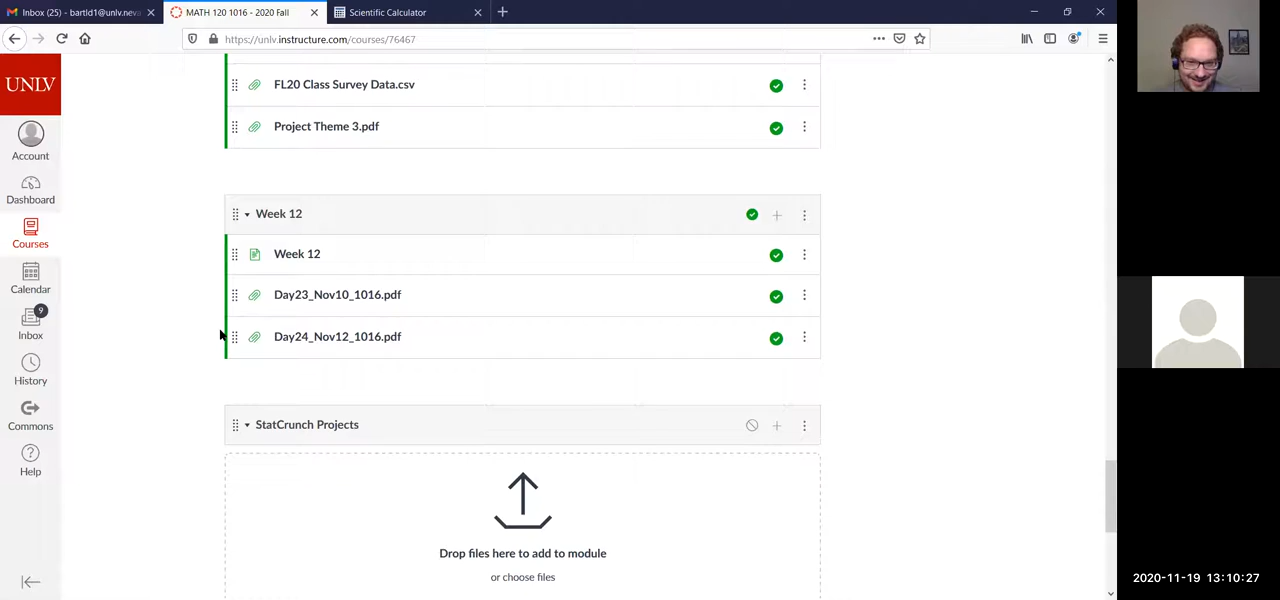 Inbox (25) - bartld1@unlv.neva
MATH 120 1016 - 2020 Fall
Scientific Calculator
https://unlv.instructure.com/courses/76467
UNLV
Account
Dashboard
Courses
Calendar
9
Inbox
History
Commons
Help
FL20 Class Survey Data.csv
Project Theme 3.pdf
Week 12
Week 12
Day23_Nov10_1016.pdf
Day24_Nov12_1016.pdf
StatCrunch Projects
Drop files here to add to module
or choose files
2020-11-19 13:10:27